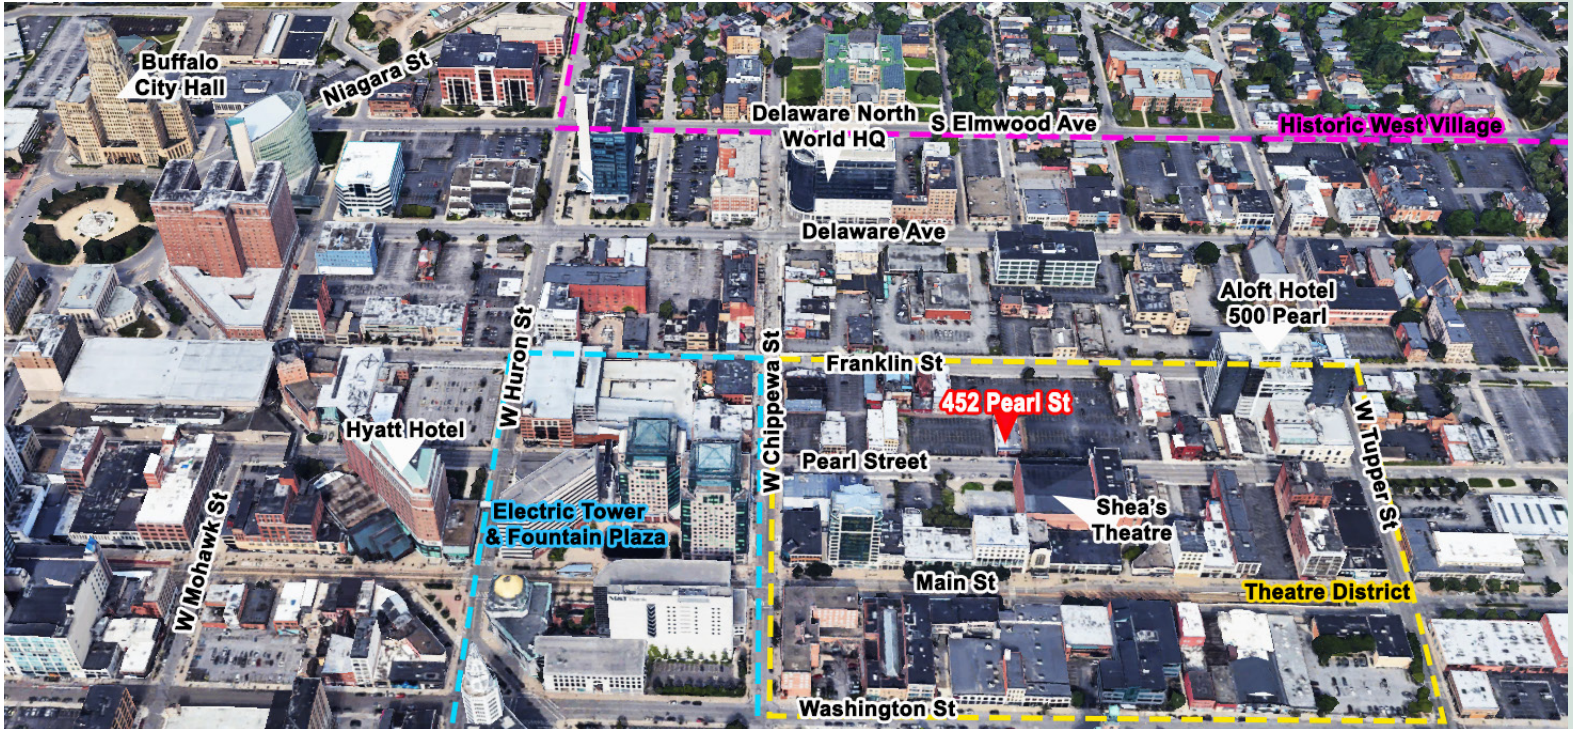 Buffalo
City Hall
Niagara St
Delaware North
World HQ
S Elmwood Ave
Historic West Village
Delaware Ave
Aloft Hotel
500 Pearl
W Huron St
W Chippewa St
Franklin St
452 Pearl St
Hyatt Hotel
Pearl Street
W Tupper St
W Mohawk St
Electric Tower
& Fountain Plaza
Shea's
Theatre
Main St
Theatre District
Washington St